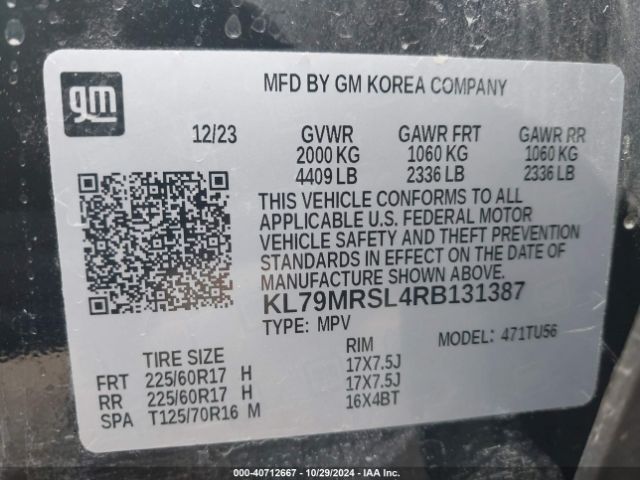 gm
MFD BY GM KOREA COMPANY
12/23 GVWR GAWR FRT GAWR RR
2000 KG 1060 KG 1060 KG
4409 LB 2336 LB 2336 LB
THIS VEHICLE CONFORMS TO ALL
APPLICABLE U.S. FEDERAL MOTOR
VEHICLE SAFETY AND THEFT PREVENTION
STANDARDS IN EFFECT ON THE DATE OF
MANUFACTURE SHOWN ABOVE.
KL79MRSL4RB131387
TYPE: MPV MODEL: 471TU56
TIRE SIZE RIM
FRT 225/60R17 H 17X7.5J
RR 225/60R17 H 17X7.5J
SPA T125/70R16 M 16X4BT
000-40712667 - 10/29/2024 - IAA Inc.